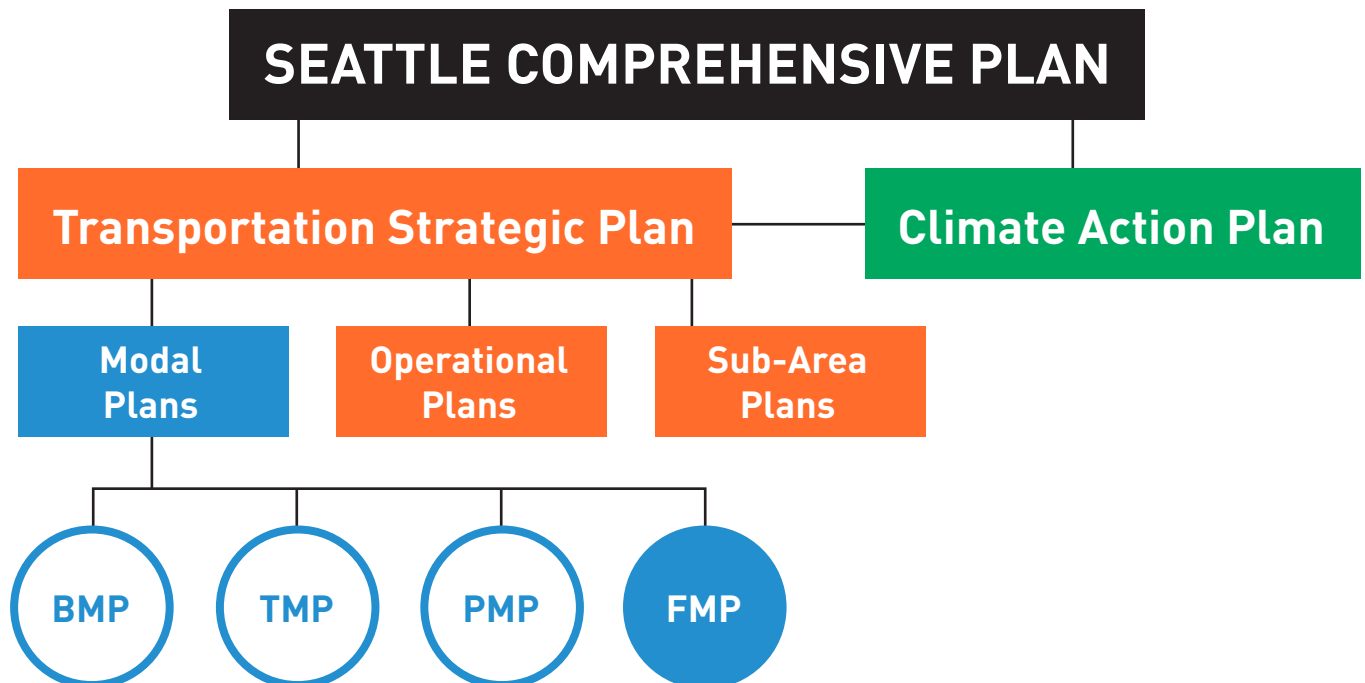 SEATTLE COMPREHENSIVE PLAN
Transportation Strategic Plan
Climate Action Plan
Modal
Plans
Operational
Plans
Sub-Area
Plans
BMP
TMP
PMP
FMP